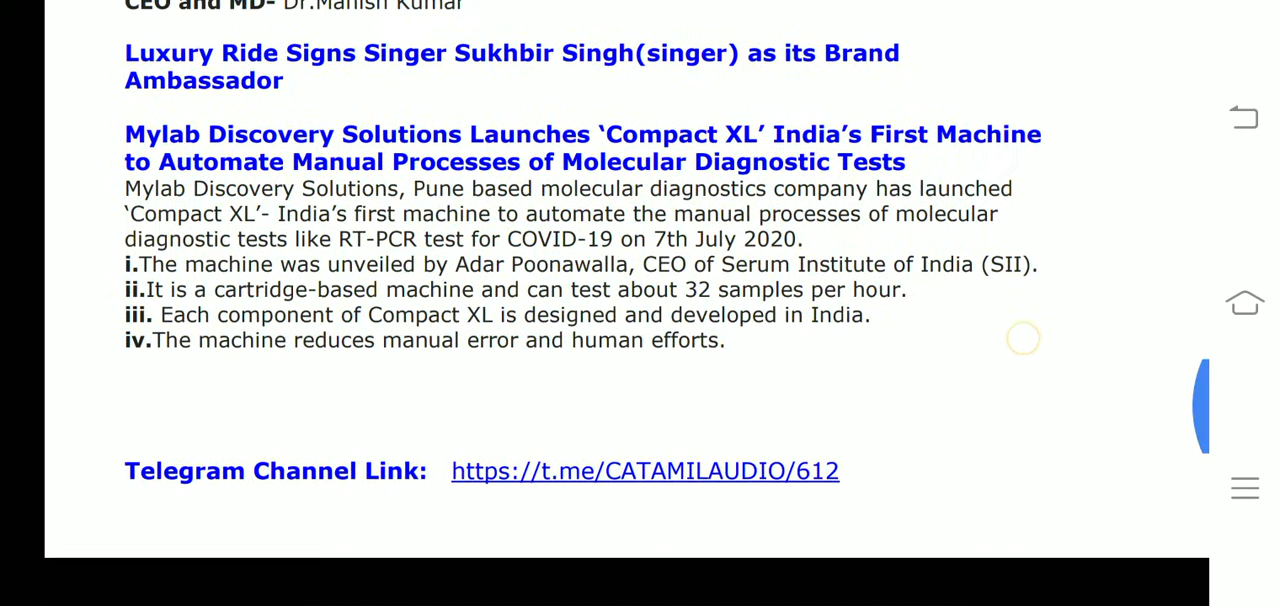 CEO and MD- Dr.Manish Kumar
Luxury Ride Signs Singer Sukhbir Singh(singer) as its Brand
Ambassador
Mylab Discovery Solutions Launches ‘Compact XL’ India’s First Machine
to Automate Manual Processes of Molecular Diagnostic Tests
Mylab Discovery Solutions, Pune based molecular diagnostics company has launched
‘Compact XL’- India’s first machine to automate the manual processes of molecular
diagnostic tests like RT-PCR test for COVID-19 on 7th July 2020.
i.The machine was unveiled by Adar Poonawalla, CEO of Serum Institute of India (SII).
ii.It is a cartridge-based machine and can test about 32 samples per hour.
iii. Each component of Compact XL is designed and developed in India.
iv.The machine reduces manual error and human efforts.
Telegram Channel Link: https://t.me/CATAMILAUDIO/612